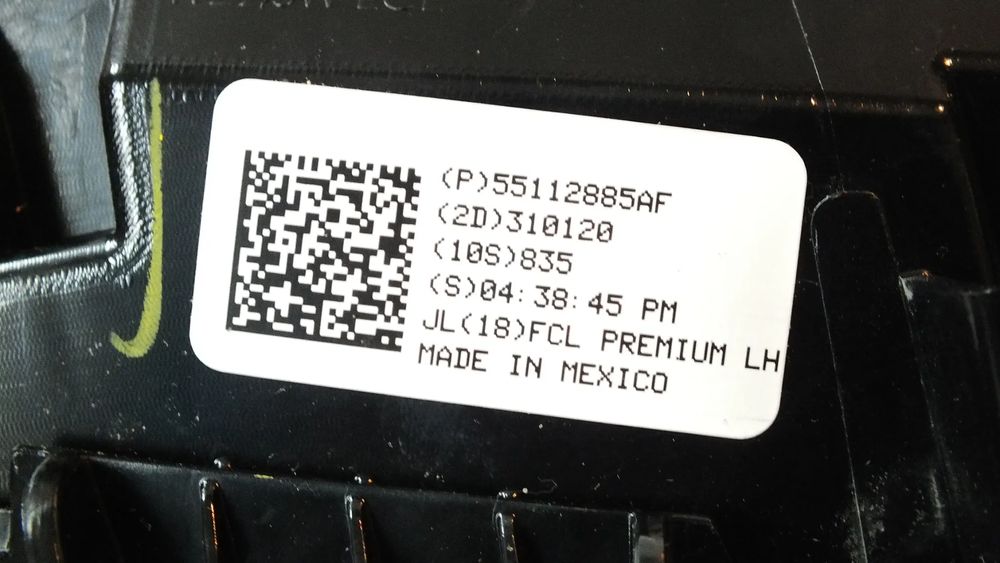 (P)55112885AF
(2D)310120
(10S)835
(S)04:38:45 PM
JL(18)FCL PREMIUM LH
MADE IN MEXICO